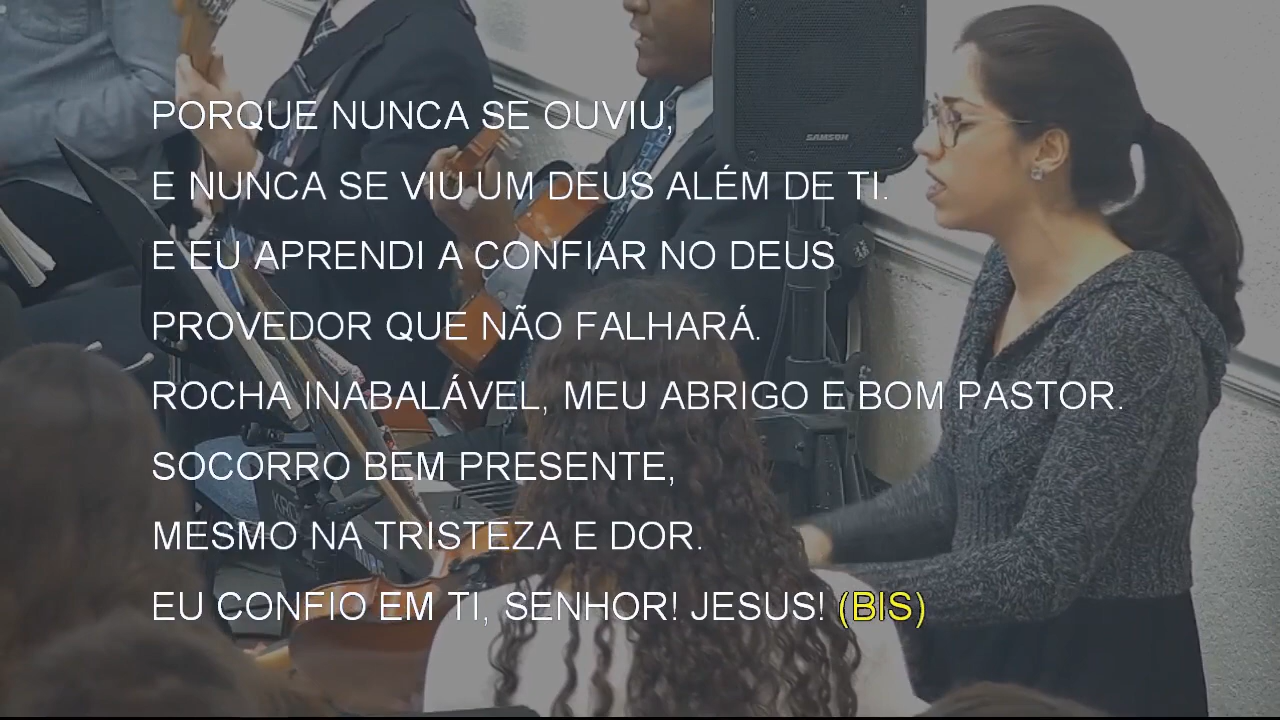 SAMSON
PORQUE NUNCA SE OUVIU,
E NUNCA SE VIU UM DEUS ALÉM DE TI.
E EU APRENDI A CONFIAR NO DEUS
PROVEDOR QUE NÃO FALHARÁ.
ROCHA INABALÁVEL, MEU ABRIGO E BOM PASTOR.
SOCORRO BEM PRESENTE,
MESMO NA TRISTEZA E DOR.
EU CONFIO EM TI, SENHOR! JESUS! (BIS)